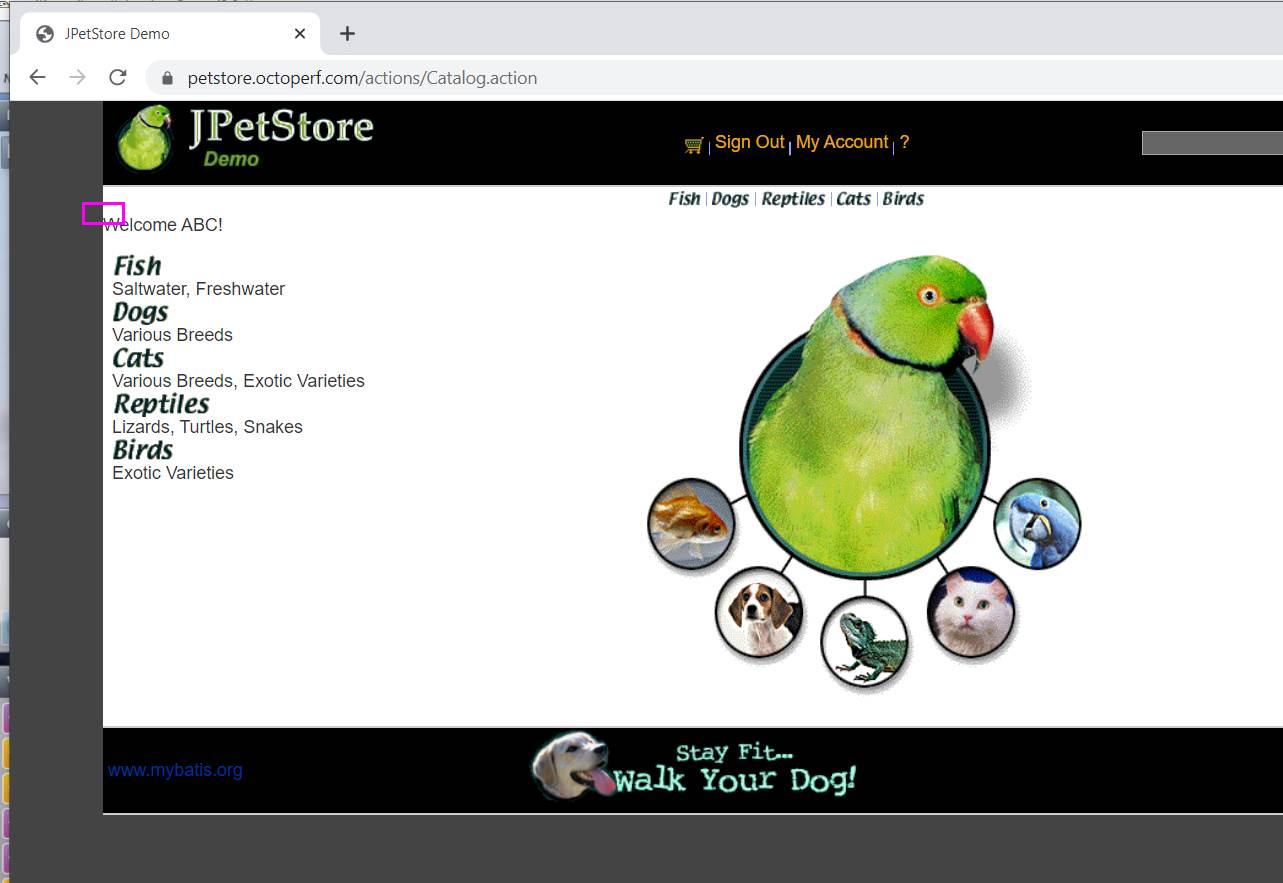 JPetStore Demo
petstore.octoperf.com/actions/Catalog.action
JPetStore
Demo
Sign Out | My Account | ?
Fish | Dogs | Reptiles | Cats | Birds
Welcome ABC!
Fish
Saltwater, Freshwater
Dogs
Various Breeds
Cats
Various Breeds, Exotic Varieties
Reptiles
Lizards, Turtles, Snakes
Birds
Exotic Varieties
www.mybatis.org
Stay Fit...
Walk Your Dog!